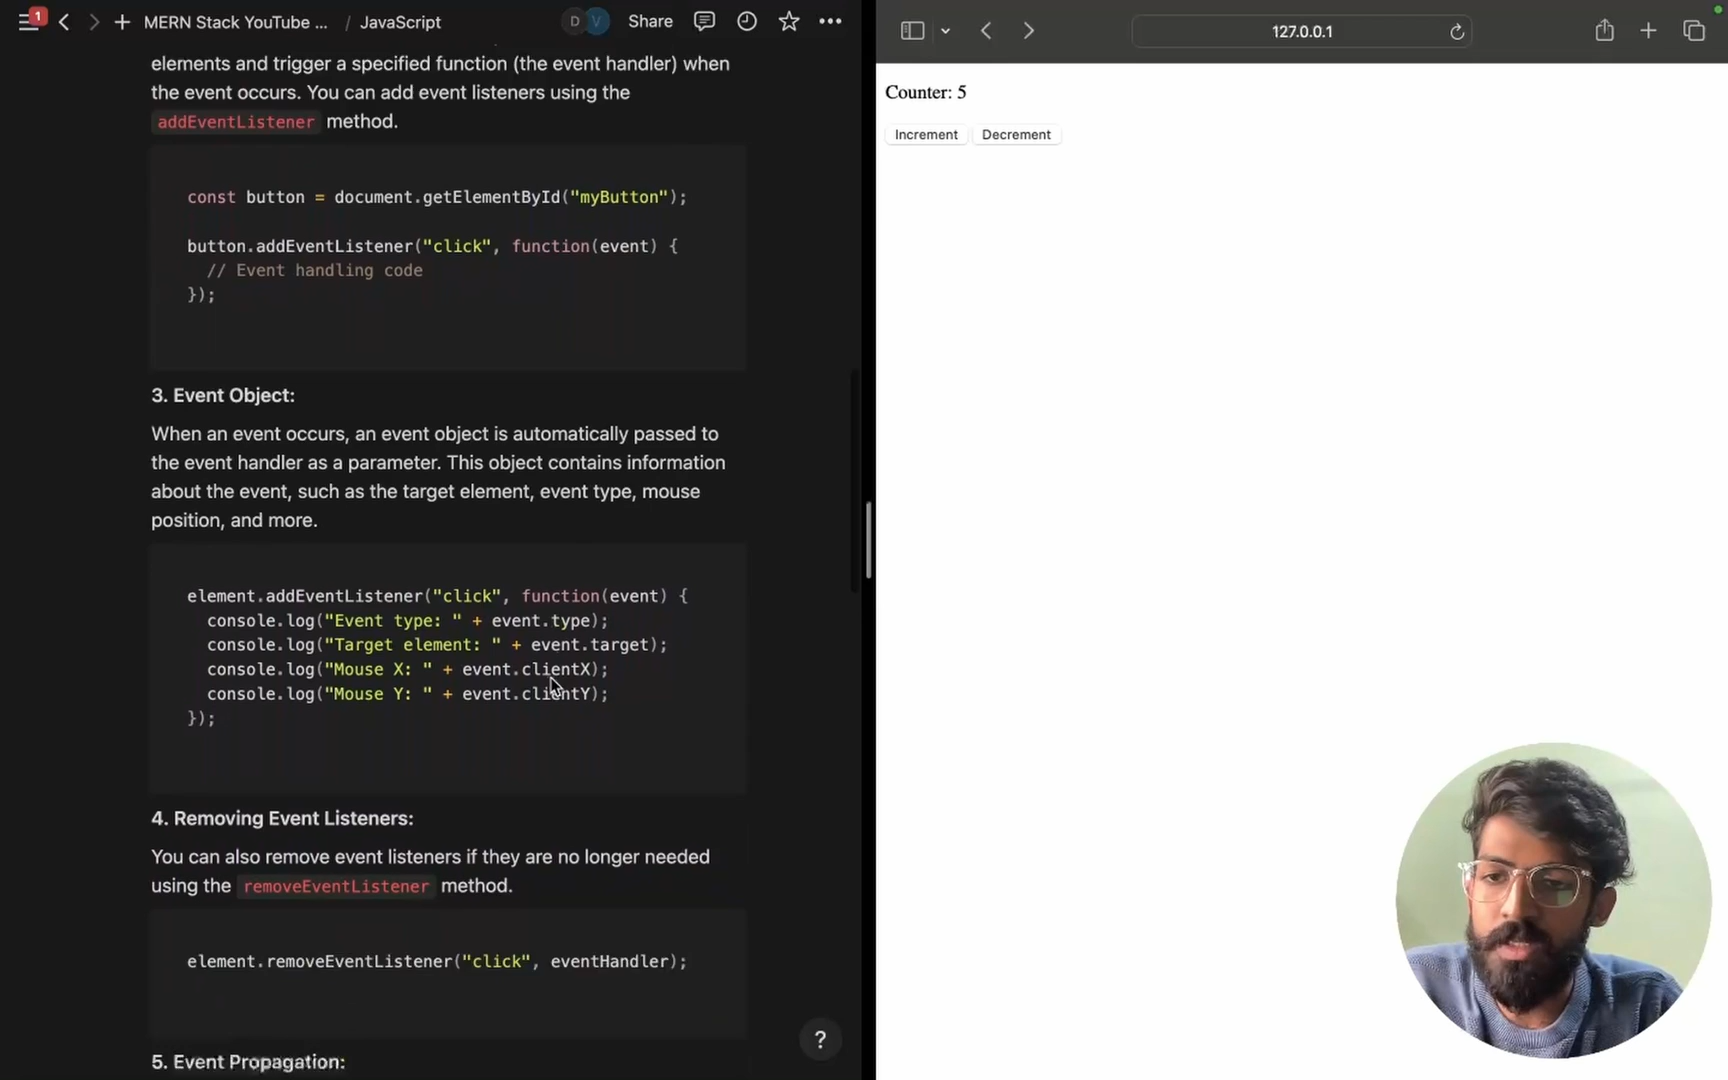 1
MERN Stack YouTube ... / JavaScript
D V Share
elements and trigger a specified function (the event handler) when
the event occurs. You can add event listeners using the
addEventListener method.
const button = document.getElementById("myButton");
button.addEventListener("click", function(event) {
// Event handling code
});
3. Event Object:
When an event occurs, an event object is automatically passed to
the event handler as a parameter. This object contains information
about the event, such as the target element, event type, mouse
position, and more.
element.addEventListener("click", function(event) {
console.log("Event type: " + event.type);
console.log("Target element: " + event.target);
console.log("Mouse X: " + event.clientX);
console.log("Mouse Y: " + event.clientY);
});
4. Removing Event Listeners:
You can also remove event listeners if they are no longer needed
using the removeEventListener method.
element.removeEventListener("click", eventHandler);
5. Event Propagation:
?
127.0.0.1
Counter: 5
Increment Decrement